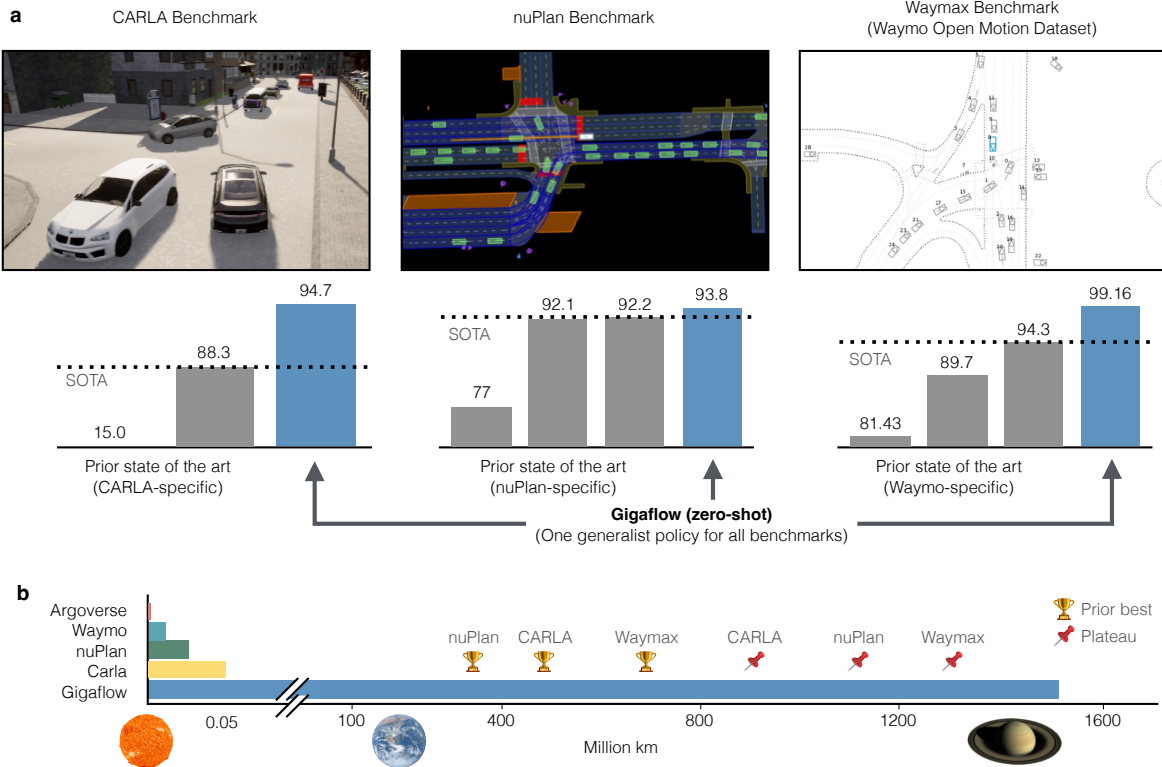 a
CARLA Benchmark
nuPlan Benchmark
Waymax Benchmark
(Waymo Open Motion Dataset)
94.7
88.3
SOTA
15.0
Prior state of the art
(CARLA-specific)
93.8
92.1
92.2
SOTA
77
Prior state of the art
(nuPlan-specific)
99.16
94.3
SOTA
89.7
81.43
Prior state of the art
(Waymo-specific)
Gigaflow (zero-shot)
(One generalist policy for all benchmarks)
b
Argoverse
Waymo
nuPlan
Carla
Gigaflow
nuPlan
CARLA
Waymax
CARLA
nuPlan
Waymax
Prior best
Plateau
0.05
100
400
800
1200
1600
Million km